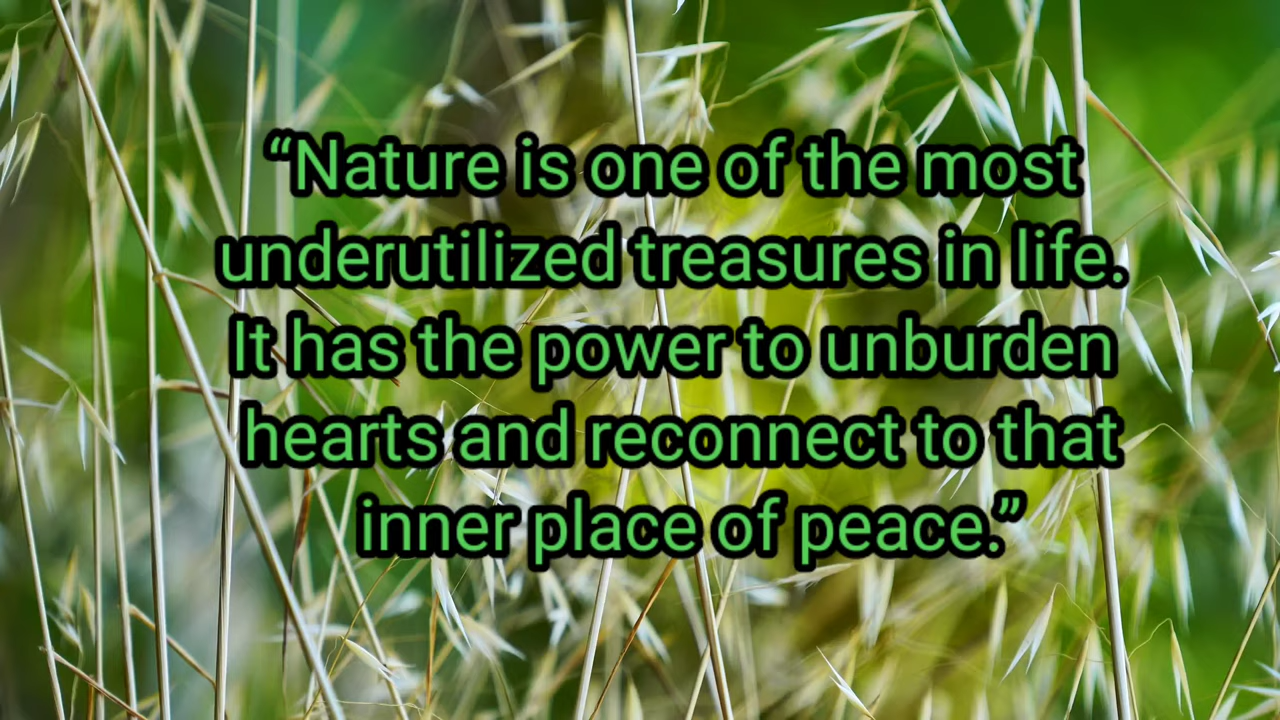 “Nature is one of the most
underutilized treasures in life.
It has the power to unburden
hearts and reconnect to that
inner place of peace.”